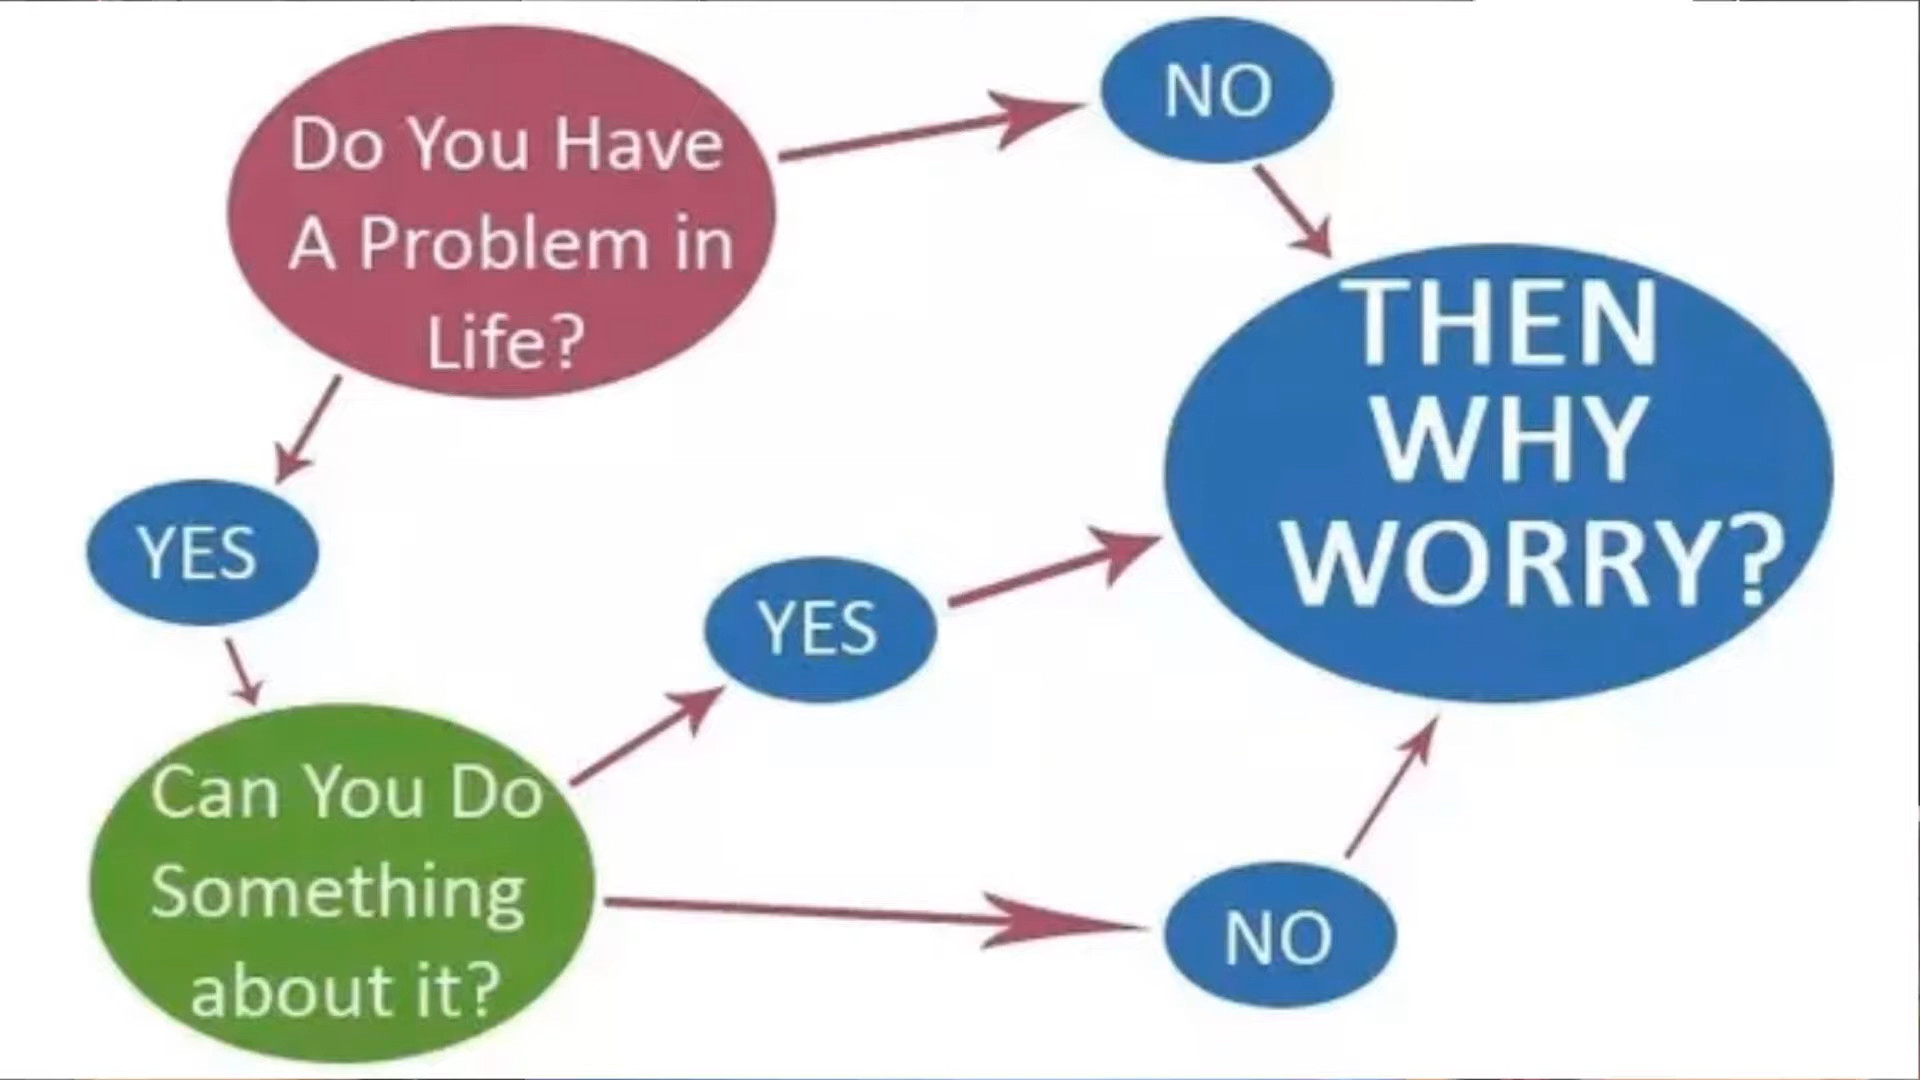 Do You Have
A Problem in
Life?
NO
THEN
WHY
WORRY?
YES
YES
Can You Do
Something
about it?
NO